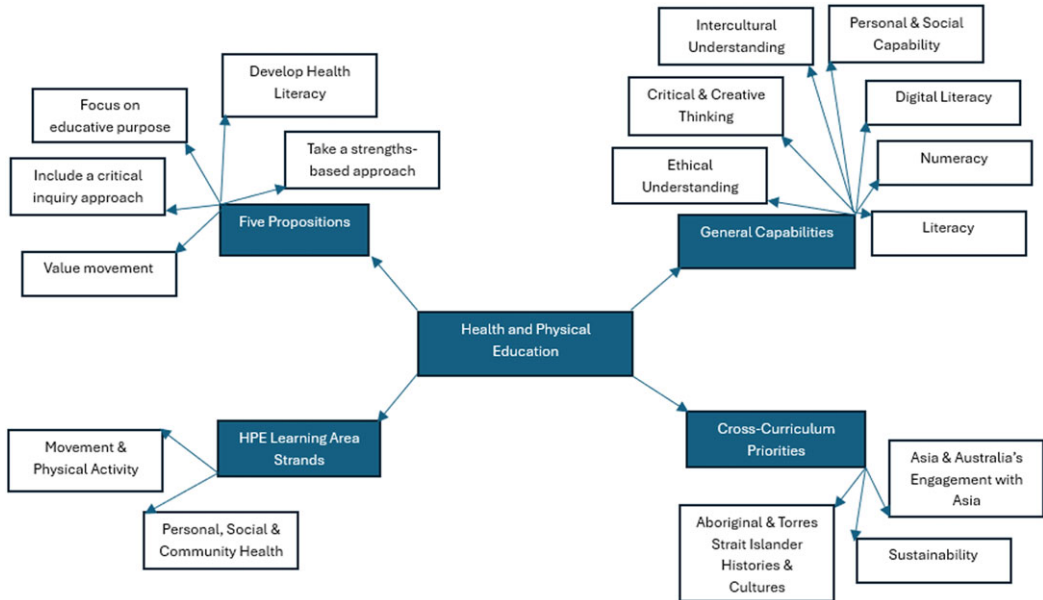 Intercultural
Understanding
Personal & Social
Capability
Develop Health
Literacy
Focus on
educative purpose
Critical & Creative
Thinking
Digital Literacy
Take a strengths-
based approach
Include a critical
inquiry approach
Ethical
Understanding
Numeracy
Five Propositions
General Capabilities
Literacy
Value movement
Health and Physical
Education
HPE Learning Area
Strands
Cross-Curriculum
Priorities
Movement &
Physical Activity
Asia & Australia's
Engagement with
Asia
Personal, Social &
Community Health
Aboriginal & Torres
Strait Islander
Histories &
Cultures
Sustainability